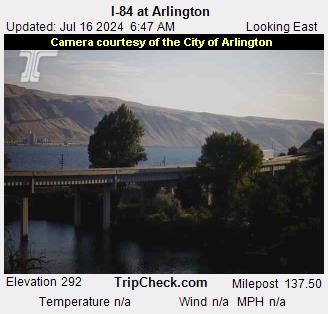 I-84 at Arlington
Updated: Jul 16 2024 6:47 AM Looking East
Camera courtesy of the City of Arlington
Elevation 292 TripCheck.com Milepost 137.50
Temperature n/a Wind n/a MPH n/a